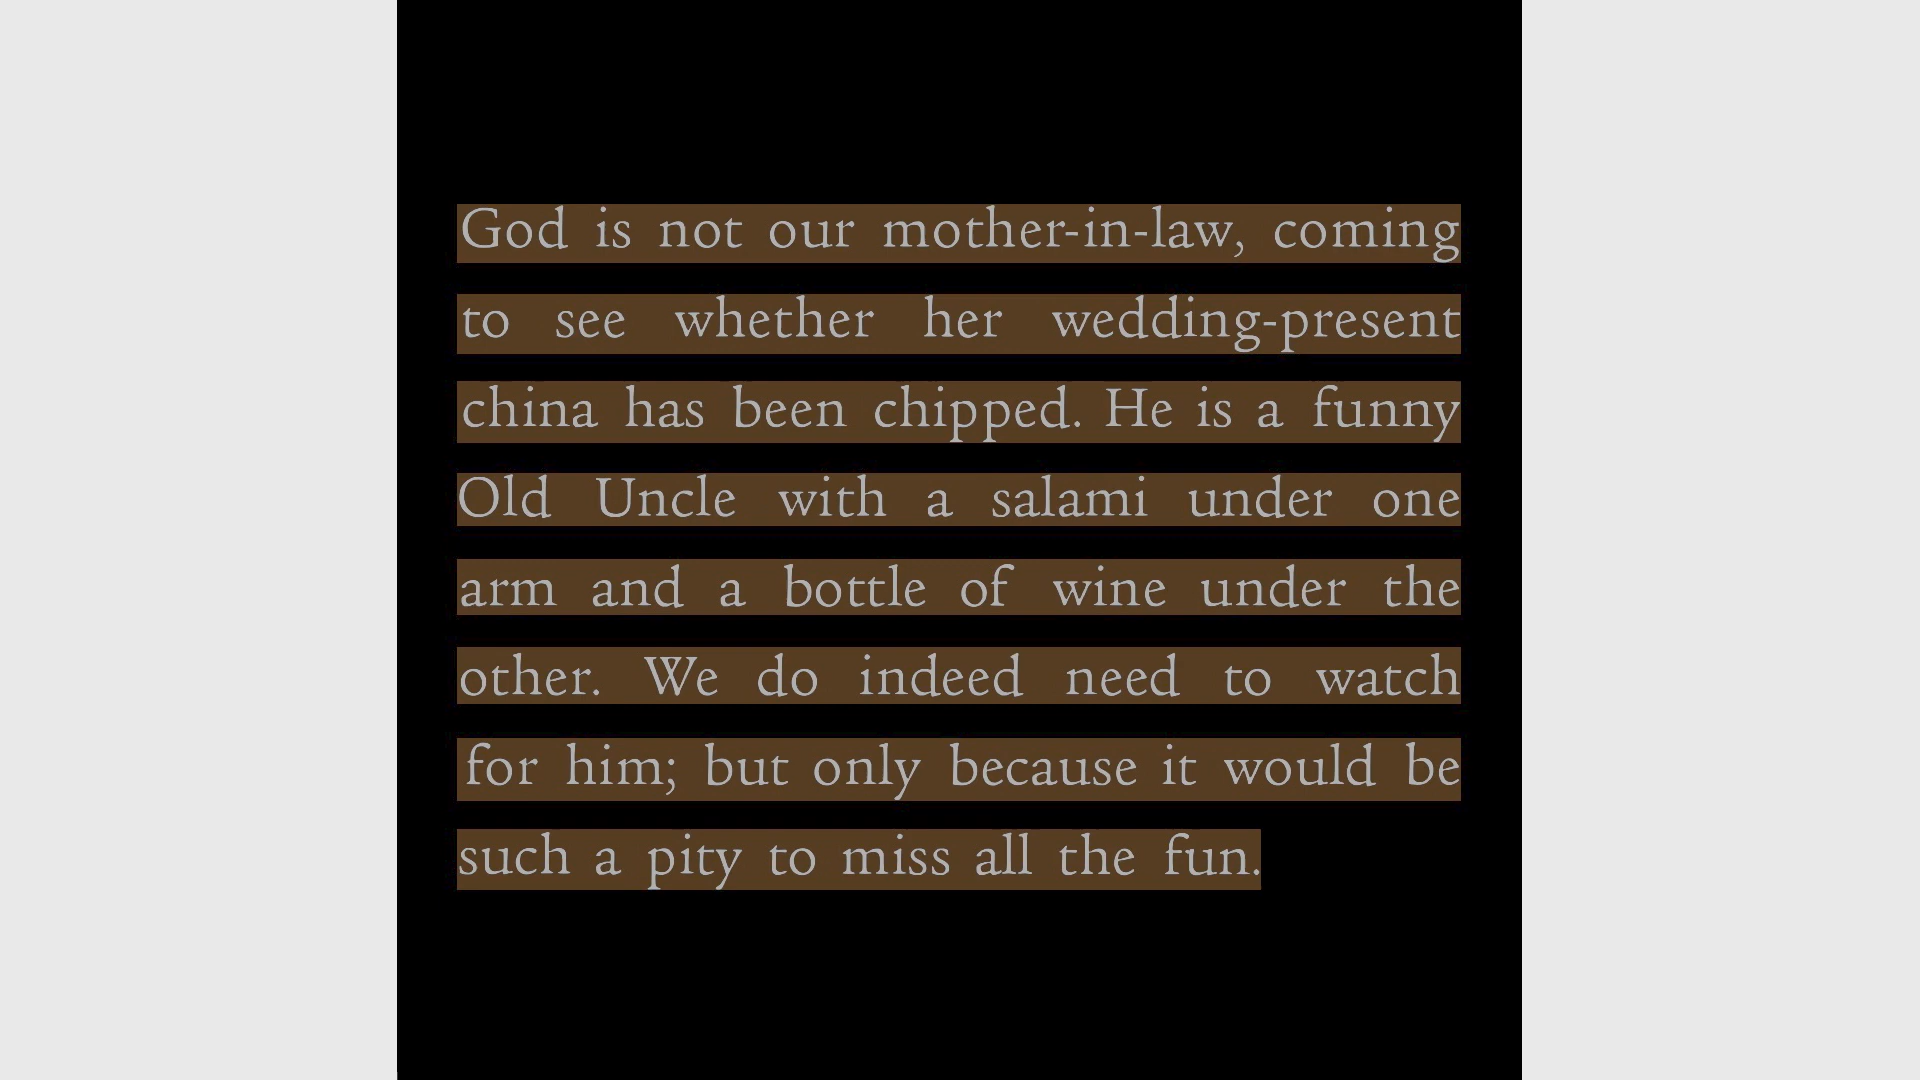 God is not our mother-in-law, coming
to see whether her wedding-present
china has been chipped. He is a funny
Old Uncle with a salami under one
arm and a bottle of wine under the
other. We do indeed need to watch
for him; but only because it would be
such a pity to miss all the fun.